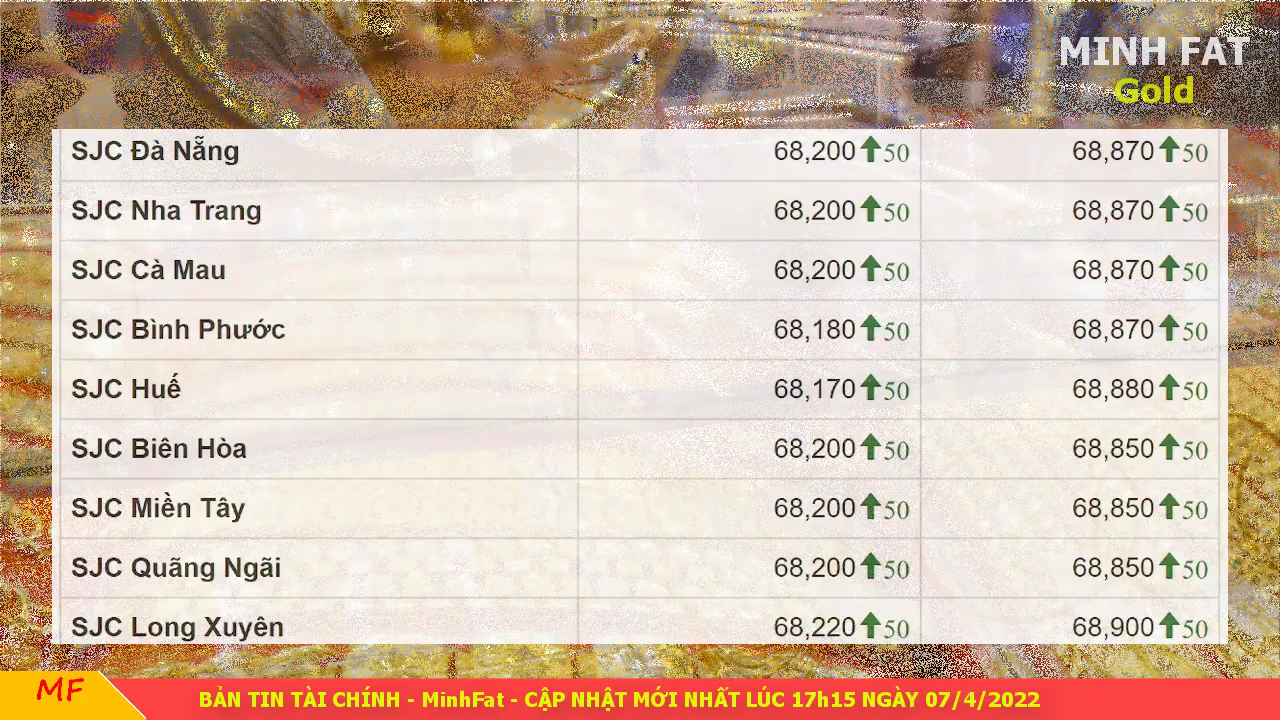 MINH FAT
Gold
SJC Đà Nẵng 68,200 50 68,870 50
SJC Nha Trang 68,200 50 68,870 50
SJC Cà Mau 68,200 50 68,870 50
SJC Bình Phước 68,180 50 68,870 50
SJC Huế 68,170 50 68,880 50
SJC Biên Hòa 68,200 50 68,850 50
SJC Miền Tây 68,200 50 68,850 50
SJC Quãng Ngãi 68,200 50 68,850 50
SJC Long Xuyên 68,220 50 68,900 50
MF
BẢN TIN TÀI CHÍNH - MinhFat - CẬP NHẬT MỚI NHẤT LÚC 17h15 NGÀY 07/4/2022